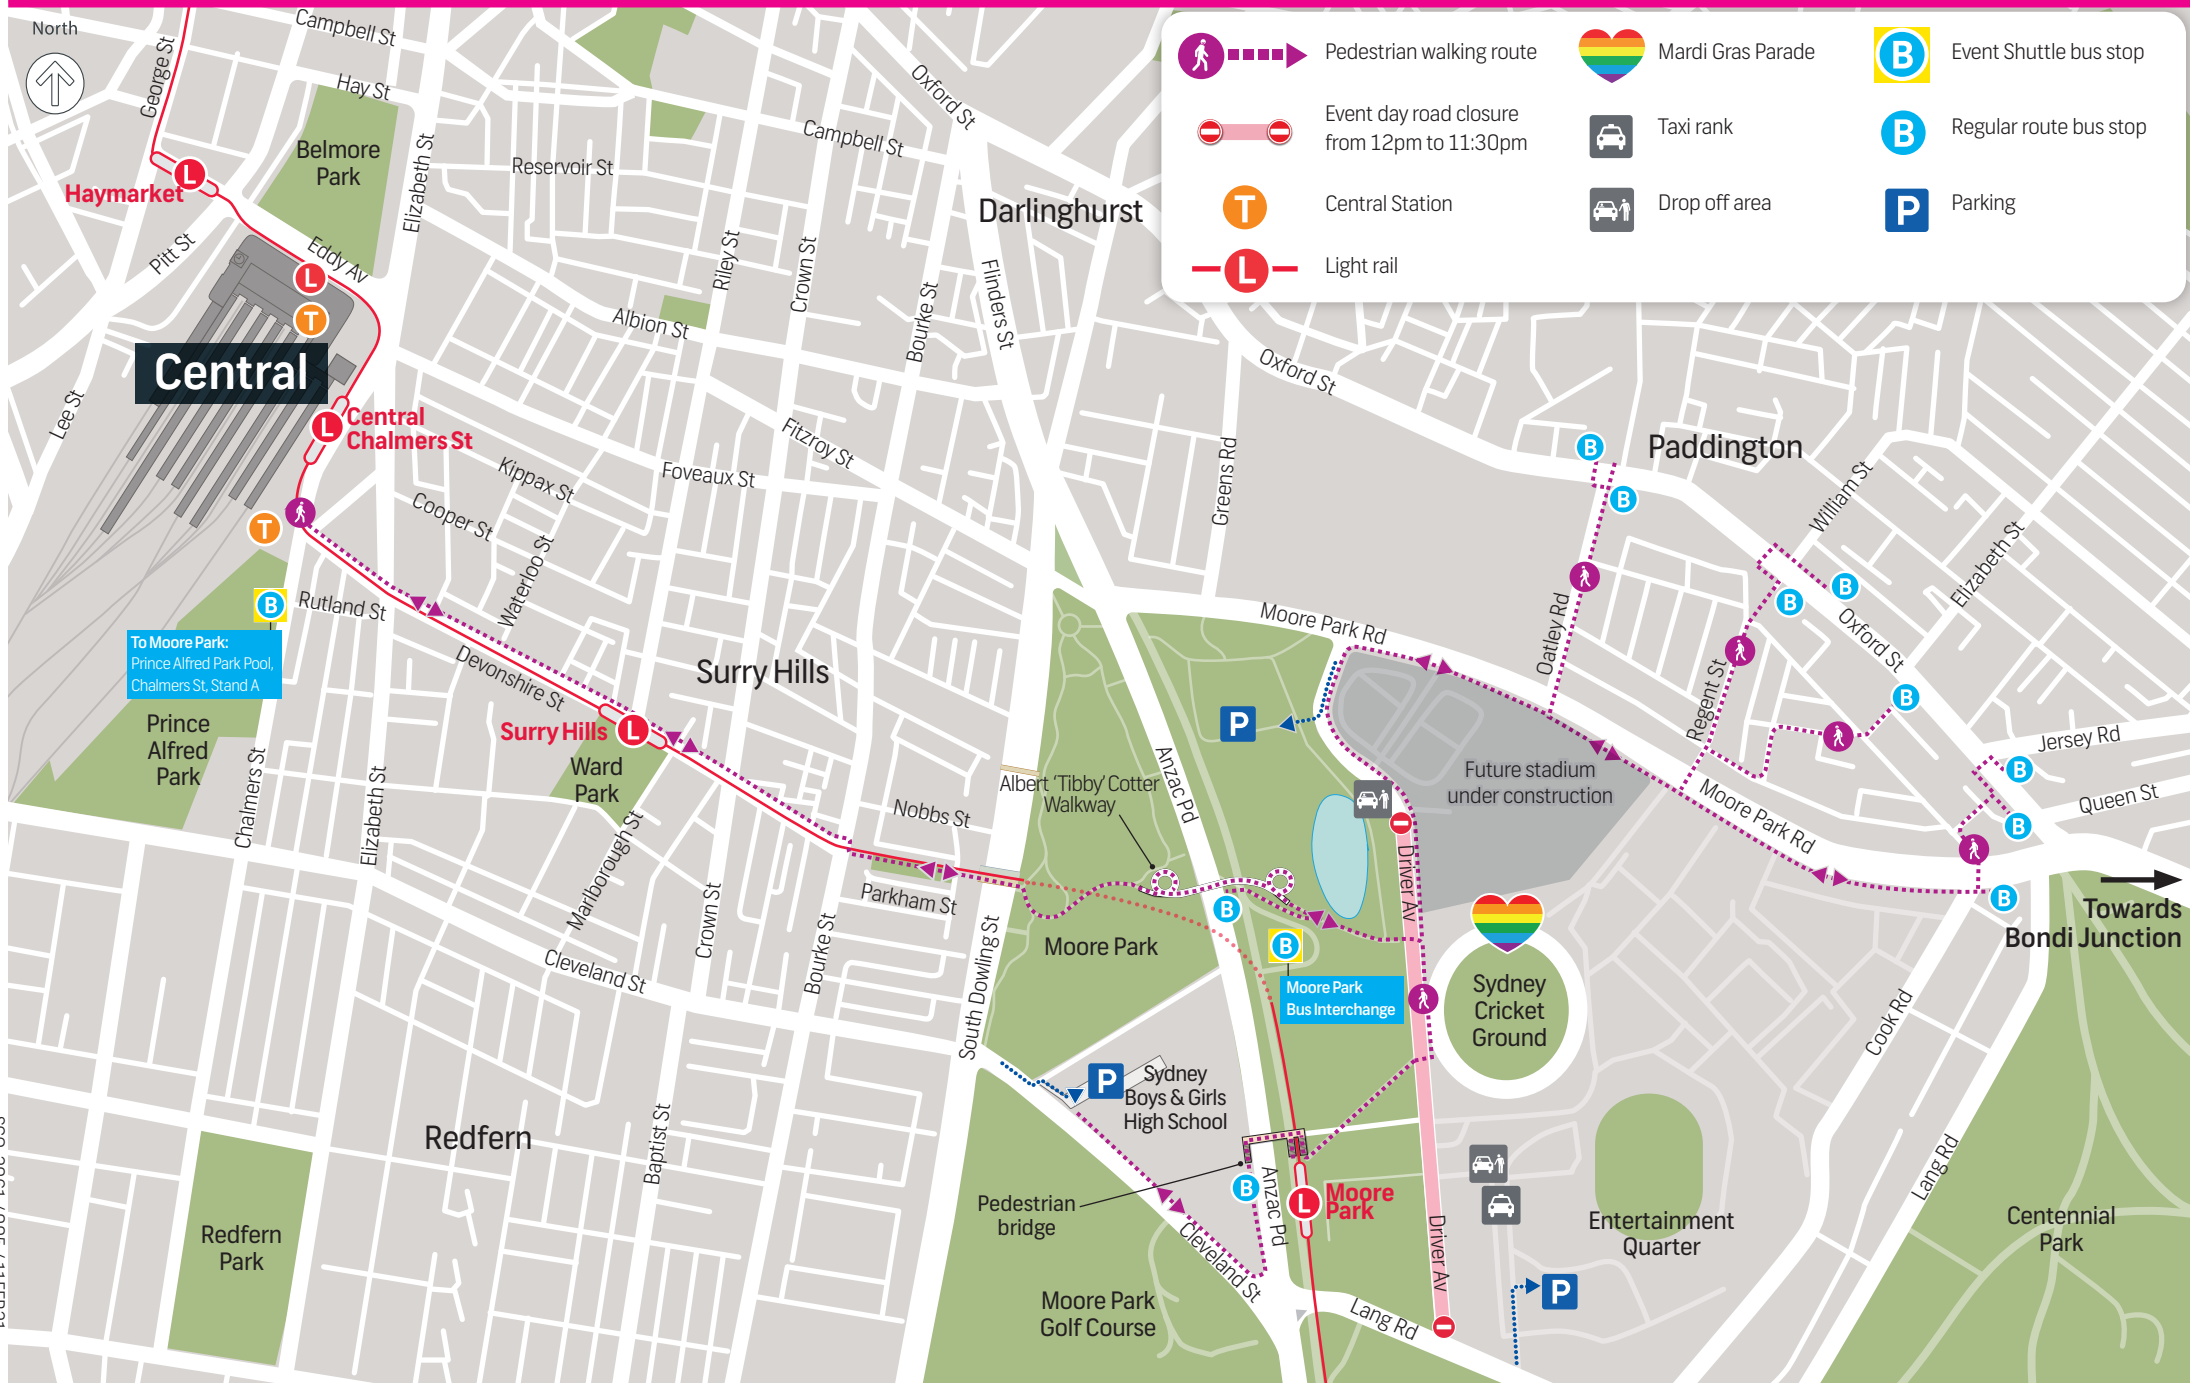 North
Campbell St
George St
Hay St
Oxford St
Pedestrian walking route
Mardi Gras Parade
B
Event Shuttle bus stop
Event day road closure
from 12pm to 11:30pm
Taxi rank
B
Regular route bus stop
T
Central Station
Drop off area
P
Parking
L
Light rail
Belmore
Park
Elizabeth St
Reservoir St
Campbell St
L
Haymarket
Darlinghurst
Pitt St
Eddy Av
L
T
Riley St
Crown St
Bourke St
Flinders St
Albion St
Central
Lee St
L
Central
Chalmers St
Kippax St
Foveaux St
Fitzroy St
Greens Rd
Oxford St
B
Paddington
B
William St
Elizabeth St
Cooper St
Waterloo St
T
B
Rutland St
To Moore Park:
Prince Alfred Park Pool,
Chalmers St, Stand A
Devonshire St
Surry Hills
Moore Park Rd
Oatley Rd
B
B
Oxford St
Regent St
B
Prince
Alfred
Park
Surry Hills
L
Ward
Park
P
Anzac Pd
Albert ‘Tibby’ Cotter
Walkway
Future stadium
under construction
Jersey Rd
B
Queen St
B
Moore Park Rd
Chalmers St
Elizabeth St
Marlborough St
Nobbs St
Driver Av
Parkham St
Crown St
Bourke St
B
B
Towards
Bondi Junction
Moore Park
B
Moore Park
Bus Interchange
Sydney
Cricket
Ground
Cleveland St
South Dowling St
Cook Rd
P
Sydney
Boys & Girls
High School
Redfern
Baptist St
Pedestrian
bridge
B
Anzac Pd
L
Moore
Park
Driver Av
Entertainment
Quarter
Lang Rd
Centennial
Park
Redfern
Park
Cleveland St
P
Moore Park
Golf Course
Lang Rd